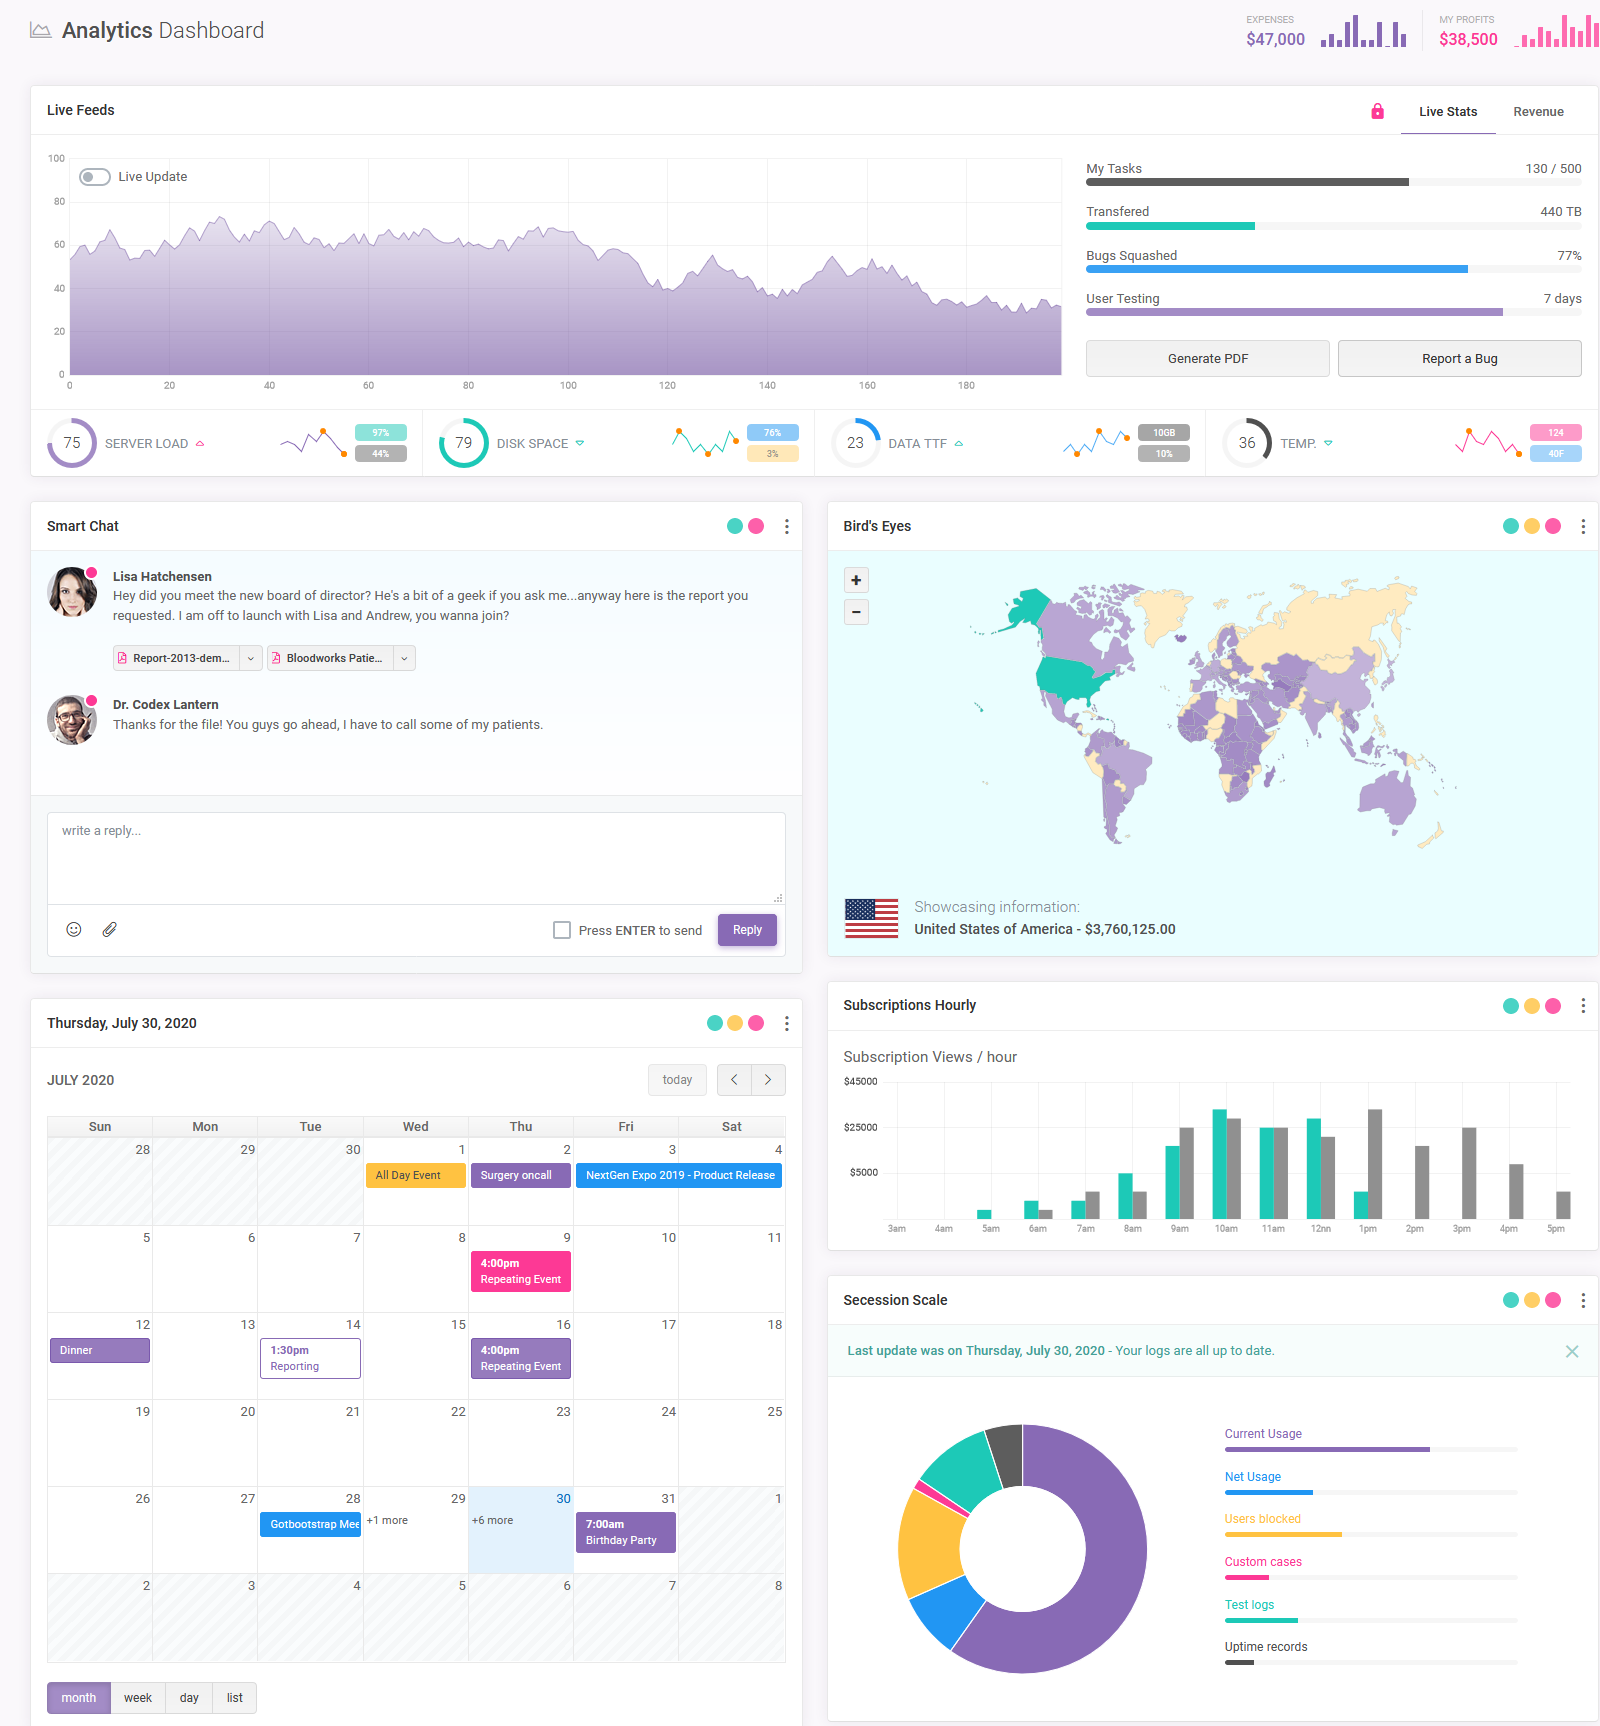 Analytics Dashboard
EXPENSES
$47,000
MY PROFITS
$38,500
Live Feeds
Live Stats
Revenue
100
80
60
40
20
0
Live Update
0 20 40 60 80 100 120 140 160 180
My Tasks 130 / 500
Transfered 440 TB
Bugs Squashed 77%
User Testing 7 days
Generate PDF
Report a Bug
75 SERVER LOAD
97%
44%
79 DISK SPACE
76%
3%
23 DATA TTF
10GB
10%
36 TEMP.
124
40F
Smart Chat
Lisa Hatchensen
Hey did you meet the new board of director? He's a bit of a geek if you ask me...anyway here is the report you
requested. I am off to launch with Lisa and Andrew, you wanna join?
Report-2013-dem...
Bloodworks Patie...
Dr. Codex Lantern
Thanks for the file! You guys go ahead, I have to call some of my patients.
write a reply...
Press ENTER to send
Reply
Bird's Eyes
+
−
Showcasing information:
United States of America - $3,760,125.00
Thursday, July 30, 2020
JULY 2020
today
Sun Mon Tue Wed Thu Fri Sat
28 29 30 1 2 3 4
All Day Event
Surgery oncall
NextGen Expo 2019 - Product Release
5 6 7 8 9 10 11
4:00pm
Repeating Event
12 13 14 15 16 17 18
Dinner
1:30pm
Reporting
4:00pm
Repeating Event
19 20 21 22 23 24 25
26 27 28 29 30 31 1
Gotbootstrap Mee
+1 more
+6 more
7:00am
Birthday Party
2 3 4 5 6 7 8
month
week
day
list
Subscriptions Hourly
Subscription Views / hour
$45000
$25000
$5000
3am 4am 5am 6am 7am 8am 9am 10am 11am 12nn 1pm 2pm 3pm 4pm 5pm
Secession Scale
Last update was on Thursday, July 30, 2020 - Your logs are all up to date.
Current Usage
Net Usage
Users blocked
Custom cases
Test logs
Uptime records